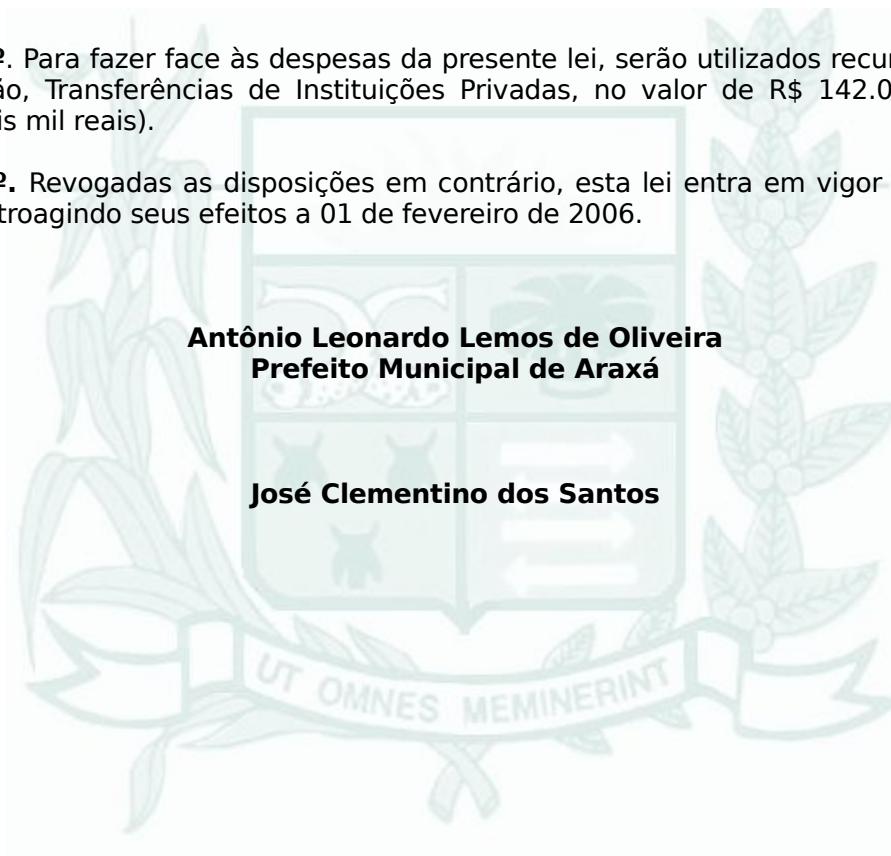 º. Para fazer face às despesas da presente lei, serão utilizados recur
ão, Transferências de Instituições Privadas, no valor de R$ 142.0
is mil reais).
º. Revogadas as disposições em contrário, esta lei entra em vigor
troagindo seus efeitos a 01 de fevereiro de 2006.
Antônio Leonardo Lemos de Oliveira
Prefeito Municipal de Araxá
José Clementino dos Santos
UT OMNES MEMINERINT